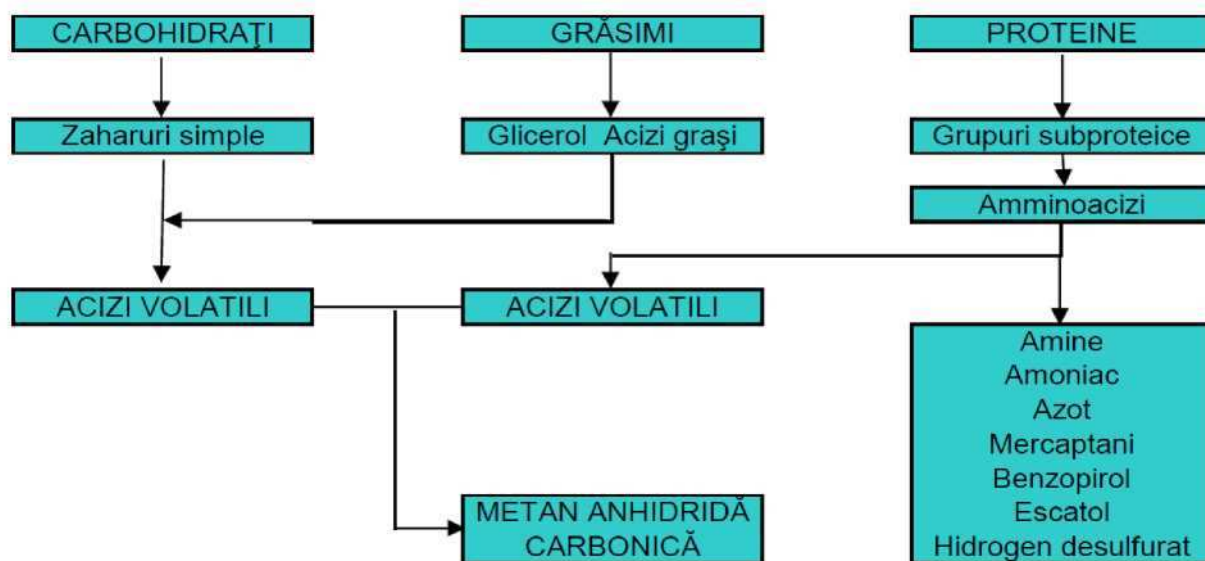 CARBOHIDRAŢI
GRĂSIMI
PROTEINE
Zaharuri simple
Glicerol Acizi graşi
Grupuri subproteice
Amminoacizi
ACIZI VOLATILI
ACIZI VOLATILI
Amine
Amoniac
Azot
Mercaptani
Benzopirol
Escatol
Hidrogen desulfurat
METAN ANHIDRIDĂ
CARBONICĂ